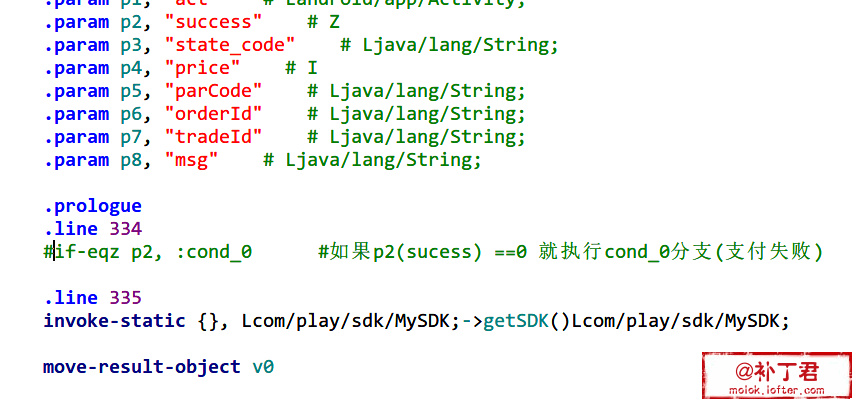 .param p1, "act" # Landroid/app/Activity;
.param p2, "success" # Z
.param p3, "state_code" # Ljava/lang/String;
.param p4, "price" # I
.param p5, "parCode" # Ljava/lang/String;
.param p6, "orderId" # Ljava/lang/String;
.param p7, "tradeId" # Ljava/lang/String;
.param p8, "msg" # Ljava/lang/String;
.prologue
.line 334
#if-eqz p2, :cond_0 #如果p2(sucess) ==0 就执行cond_0分支(支付失败)
.line 335
invoke-static {}, Lcom/play/sdk/MySDK;->getSDK()Lcom/play/sdk/MySDK;
move-result-object v0
@补丁君
molok.lofter.com